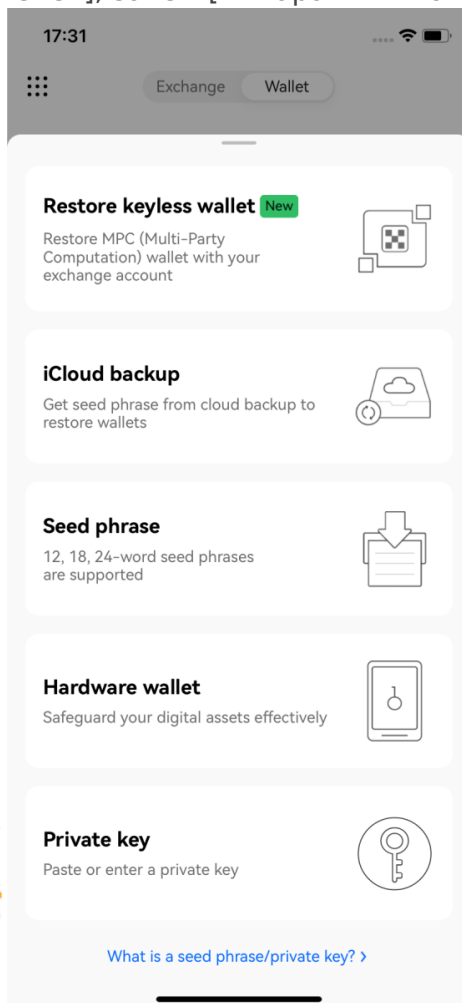 17:31
Exchange Wallet
Restore keyless wallet New
Restore MPC (Multi-Party
Computation) wallet with your
exchange account
iCloud backup
Get seed phrase from cloud backup to
restore wallets
Seed phrase
12, 18, 24-word seed phrases
are supported
Hardware wallet
Safeguard your digital assets effectively
Private key
Paste or enter a private key
What is a seed phrase/private key? >